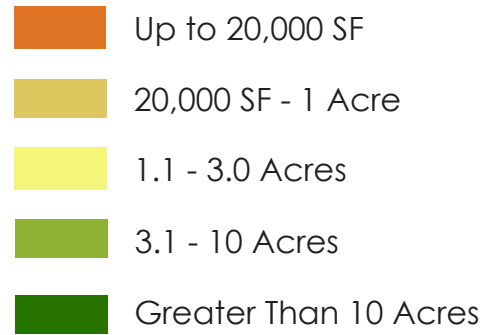 Up to 20,000 SF
20,000 SF - 1 Acre
1.1 - 3.0 Acres
3.1 - 10 Acres
Greater Than 10 Acres